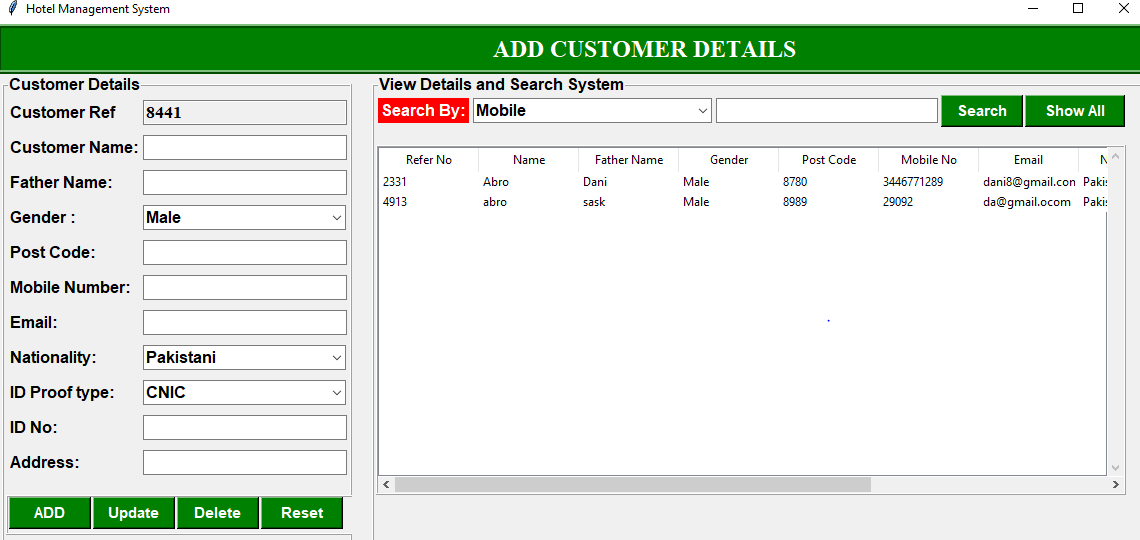 Hotel Management System
ADD CUSTOMER DETAILS
Customer Details
Customer Ref 8441
Customer Name:
Father Name:
Gender : Male
Post Code:
Mobile Number:
Email:
Nationality: Pakistani
ID Proof type: CNIC
ID No:
Address:
ADD Update Delete Reset
View Details and Search System
Search By: Mobile Search Show All
Refer No Name Father Name Gender Post Code Mobile No Email N
2331 Abro Dani Male 8780 3446771289 dani8@gmail.con Pakis
4913 abro sask Male 8989 29092 da@gmail.ocom Pakis